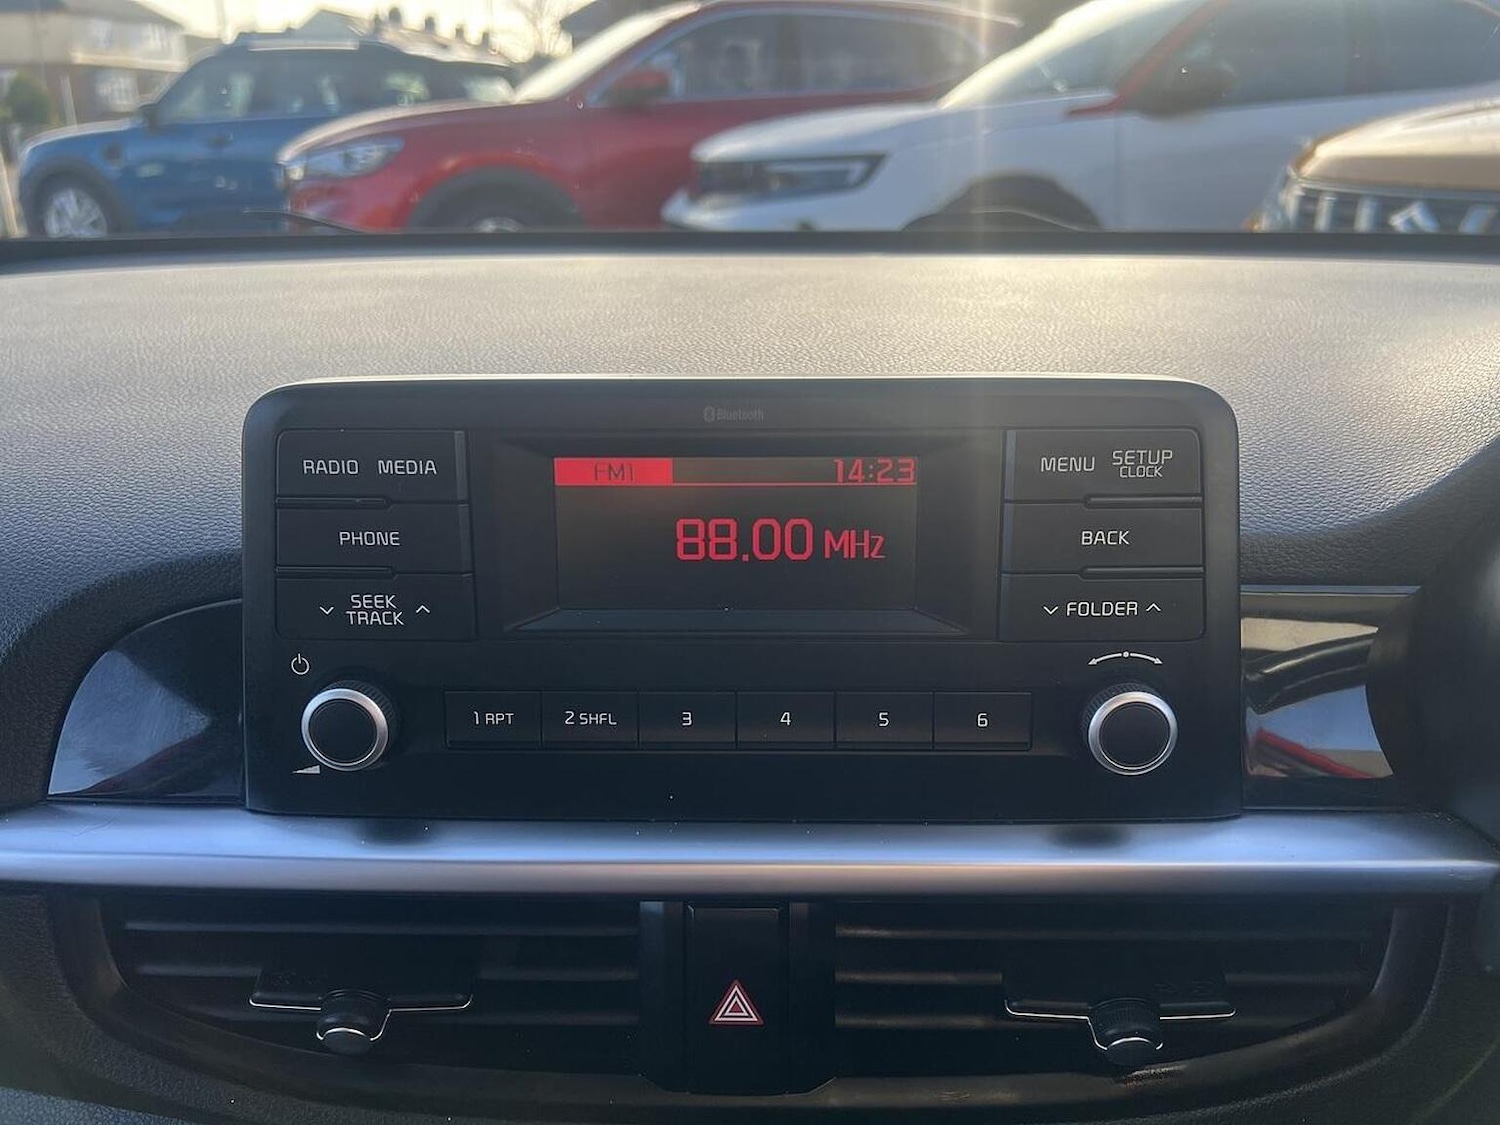 Bluetooth
RADIO MEDIA
PHONE
SEEK
TRACK
FM1 14:23
88.00 MHz
MENU SETUP
CLOCK
BACK
FOLDER
1 RPT 2 SHFL 3 4 5 6